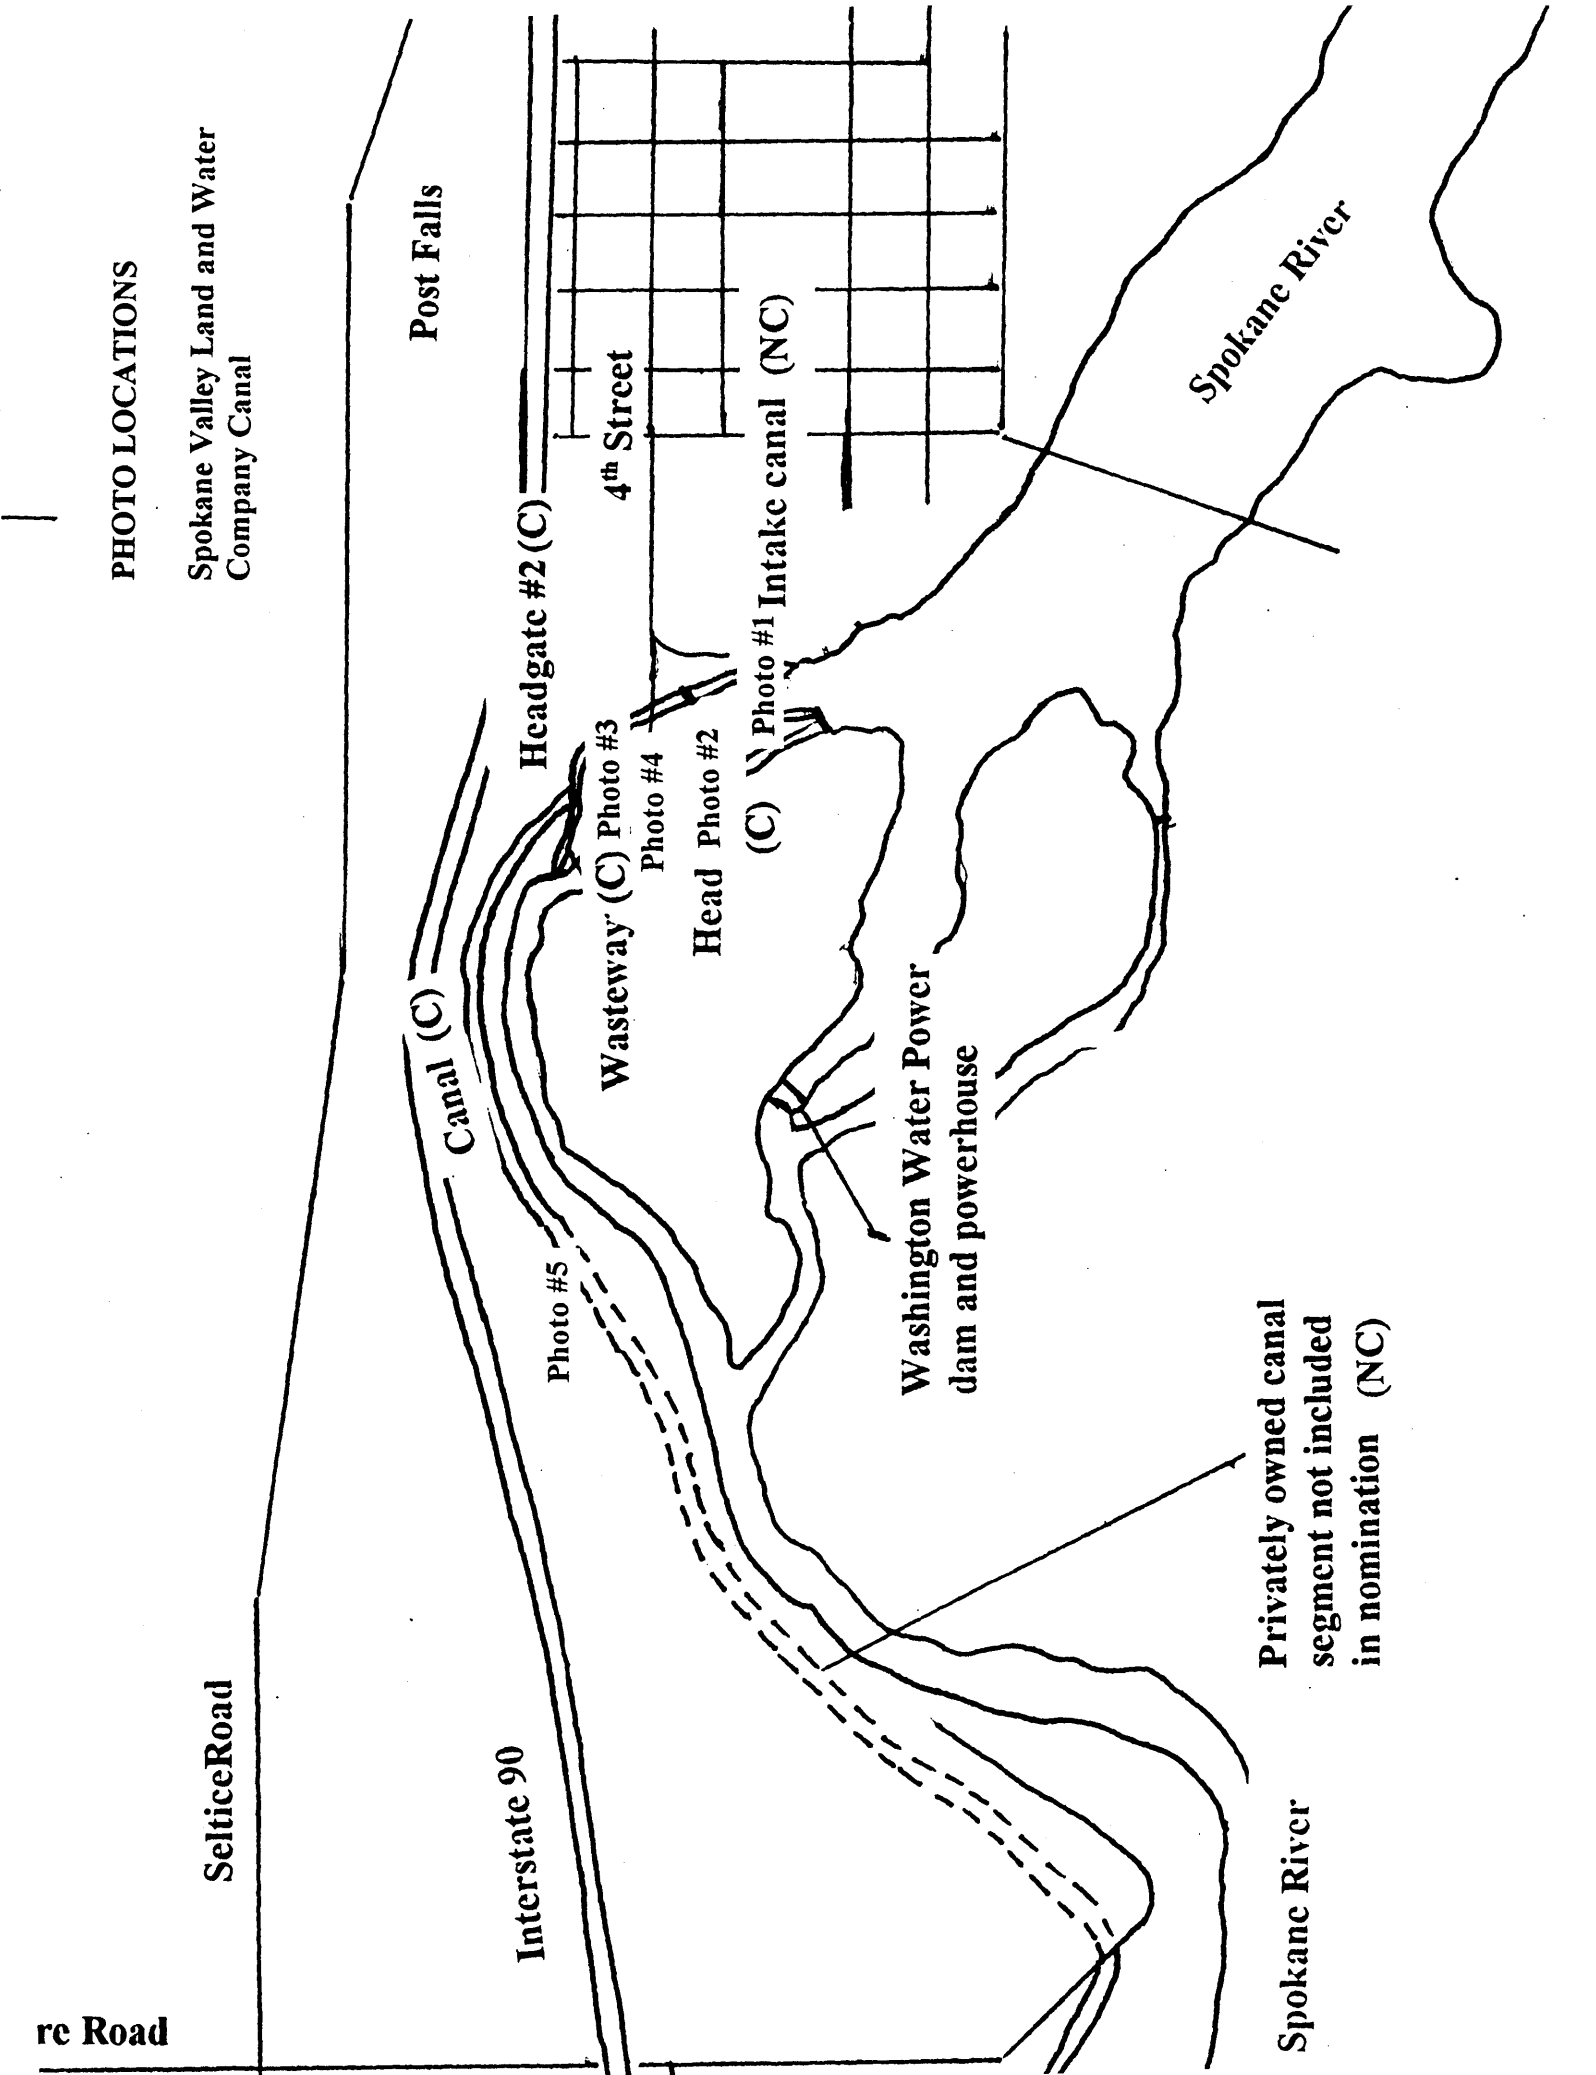 PHOTO LOCATIONS
Spokane Valley Land and Water
Company Canal
Post Falls
4th Street
Headgate #2 (C)
Intake canal (NC)
Photo #1
Photo #3
Photo #4
Head Photo #2
(C)
Wasteway (C)
Canal (C)
Photo #5
Spokane River
Washington Water Power
dam and powerhouse
Privately owned canal
segment not included
in nomination (NC)
SelticeRoad
Interstate 90
Spokane River
re Road